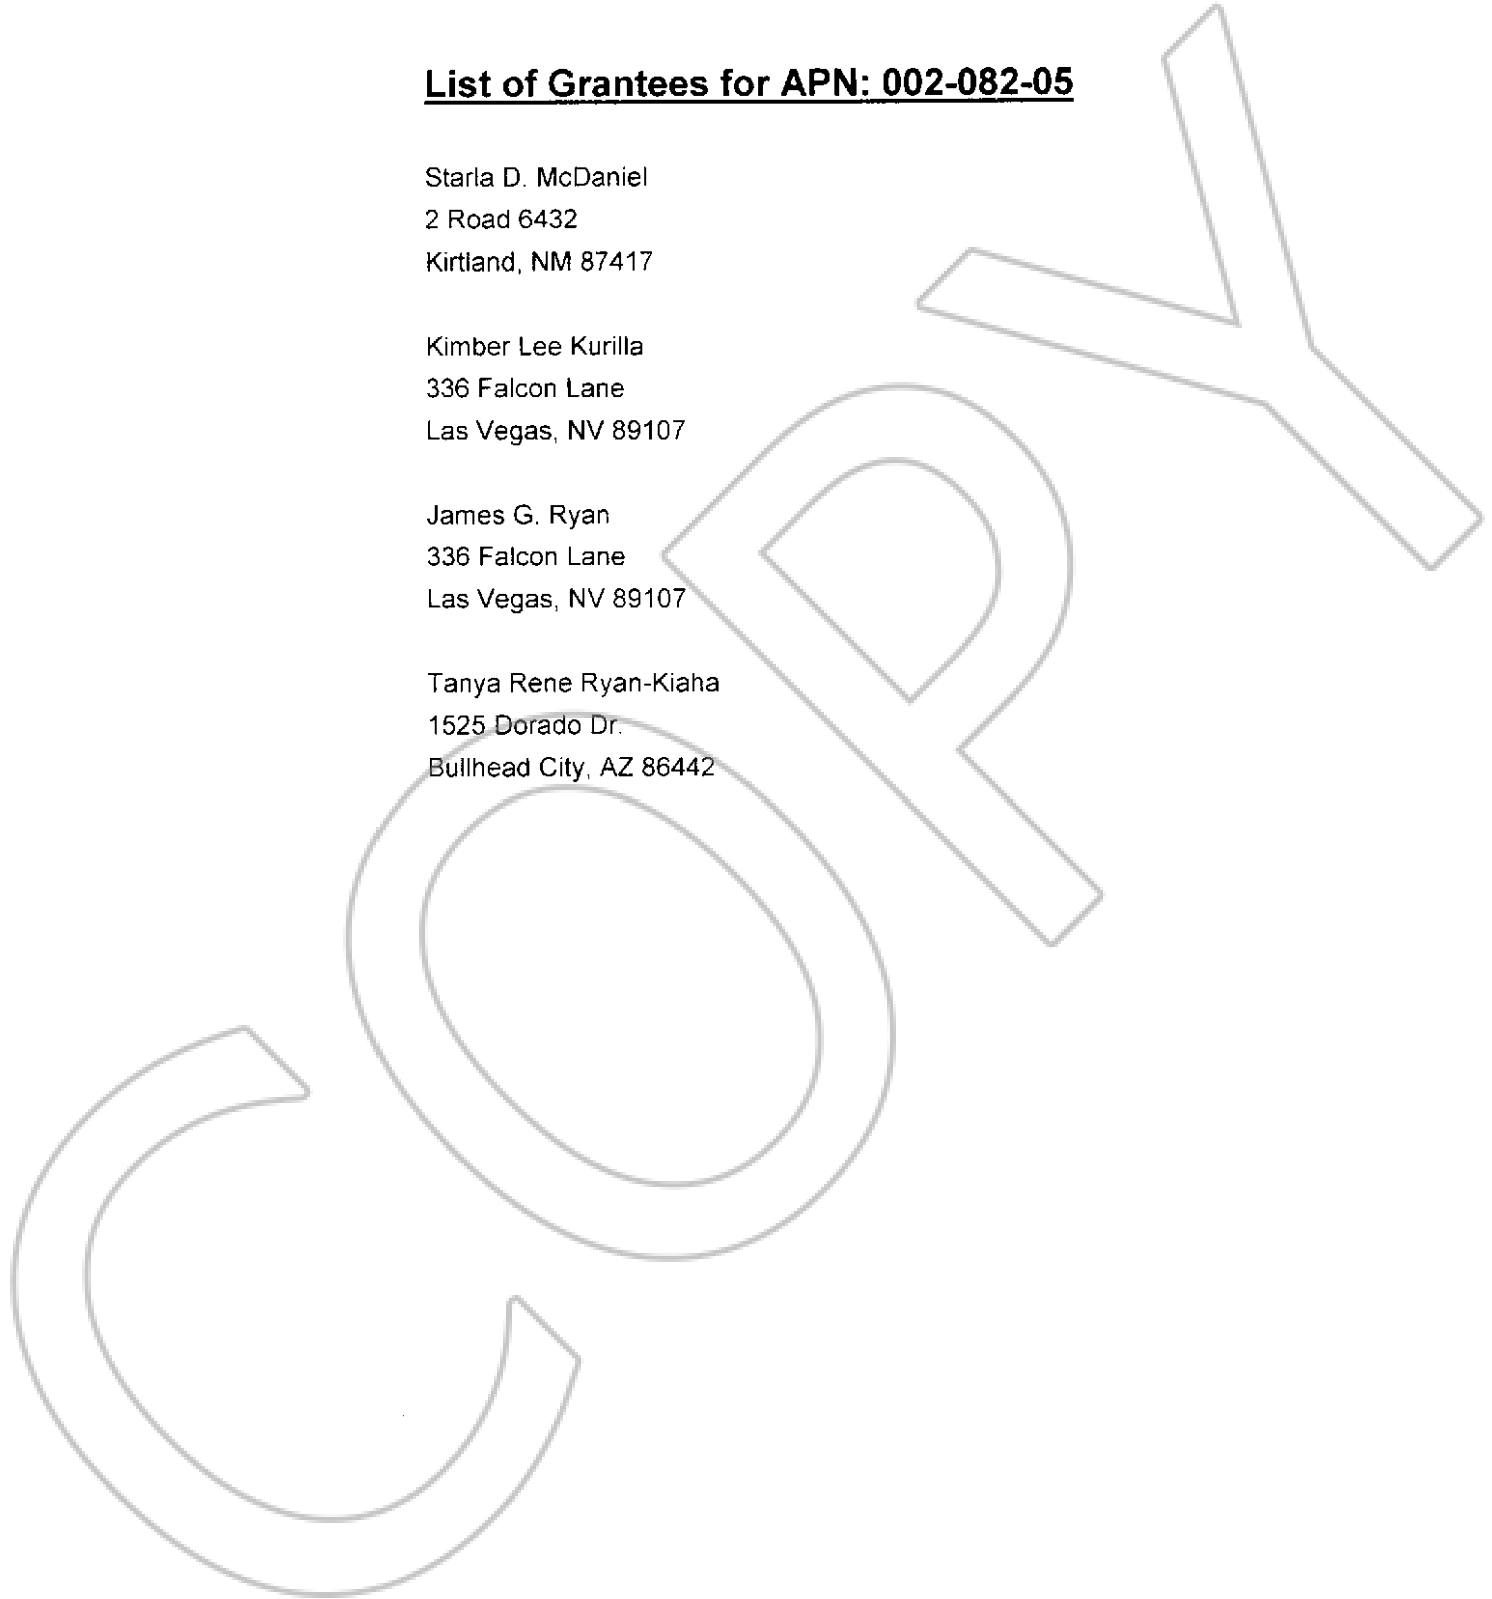 List of Grantees for APN: 002-082-05
Starla D. McDaniel
2 Road 6432
Kirtland, NM 87417
Kimber Lee Kurilla
336 Falcon Lane
Las Vegas, NV 89107
James G. Ryan
336 Falcon Lane
Las Vegas, NV 89107
Tanya Rene Ryan-Kiaha
1525 Dorado Dr.
Bullhead City, AZ 86442
COPY